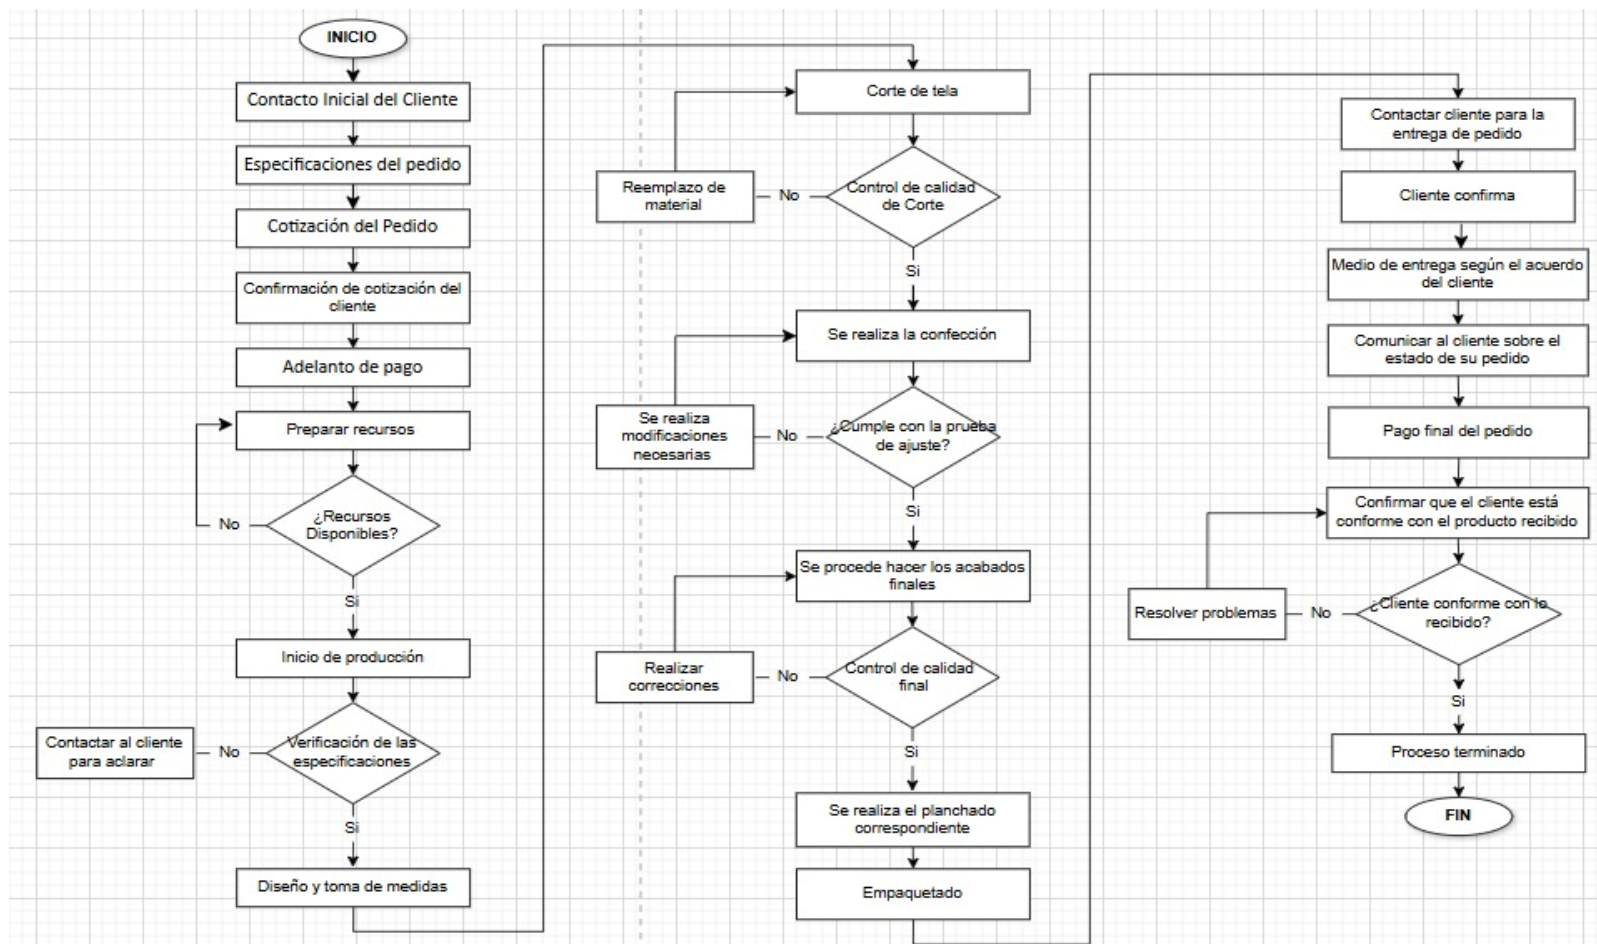 INICIO
Contacto Inicial del Cliente
Especificaciones del pedido
Cotización del Pedido
Confirmación de cotización del
cliente
Adelanto de pago
Preparar recursos
¿Recursos
Disponibles?
No
Si
Inicio de producción
Verificación de las
especificaciones
No
Contactar al cliente
para aclarar
Si
Diseño y toma de medidas
Corte de tela
Control de calidad
de Corte
No
Reemplazo de
material
Si
Se realiza la confección
¿Cumple con la prueba
de ajuste?
No
Se realiza
modificaciones
necesarias
Si
Se procede hacer los acabados
finales
Control de calidad
final
No
Realizar
correcciones
Si
Se realiza el planchado
correspondiente
Empaquetado
Contactar cliente para la
entrega de pedido
Cliente confirma
Medio de entrega según el acuerdo
del cliente
Comunicar al cliente sobre el
estado de su pedido
Pago final del pedido
Confirmar que el cliente está
conforme con el producto recibido
¿Cliente conforme con lo
recibido?
No
Resolver problemas
Si
Proceso terminado
FIN